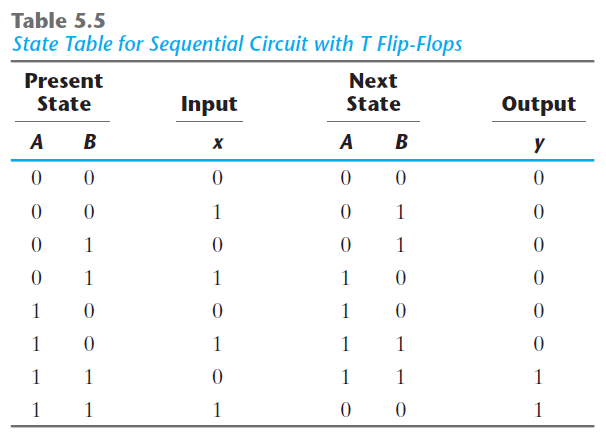 Table 5.5
State Table for Sequential Circuit with T Flip-Flops
Present Next
State Input State Output
A B x A B y
0 0 0 0 0 0
0 0 1 0 1 0
0 1 0 0 1 0
0 1 1 1 0 0
1 0 0 1 0 0
1 0 1 1 1 0
1 1 0 1 1 1
1 1 1 0 0 1